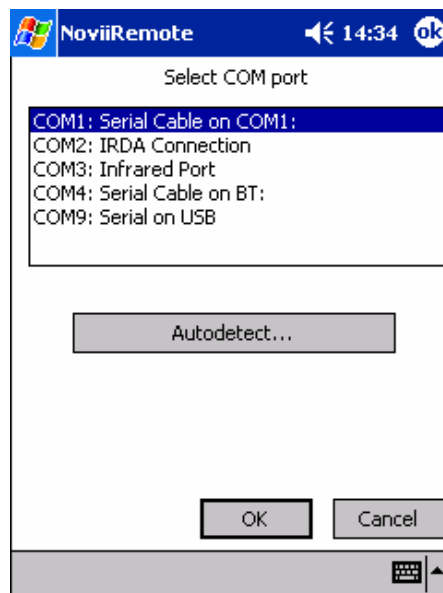 NoviiRemote 14:34 ok
Select COM port
COM1: Serial Cable on COM1:
COM2: IRDA Connection
COM3: Infrared Port
COM4: Serial Cable on BT:
COM9: Serial on USB
Autodetect...
OK Cancel